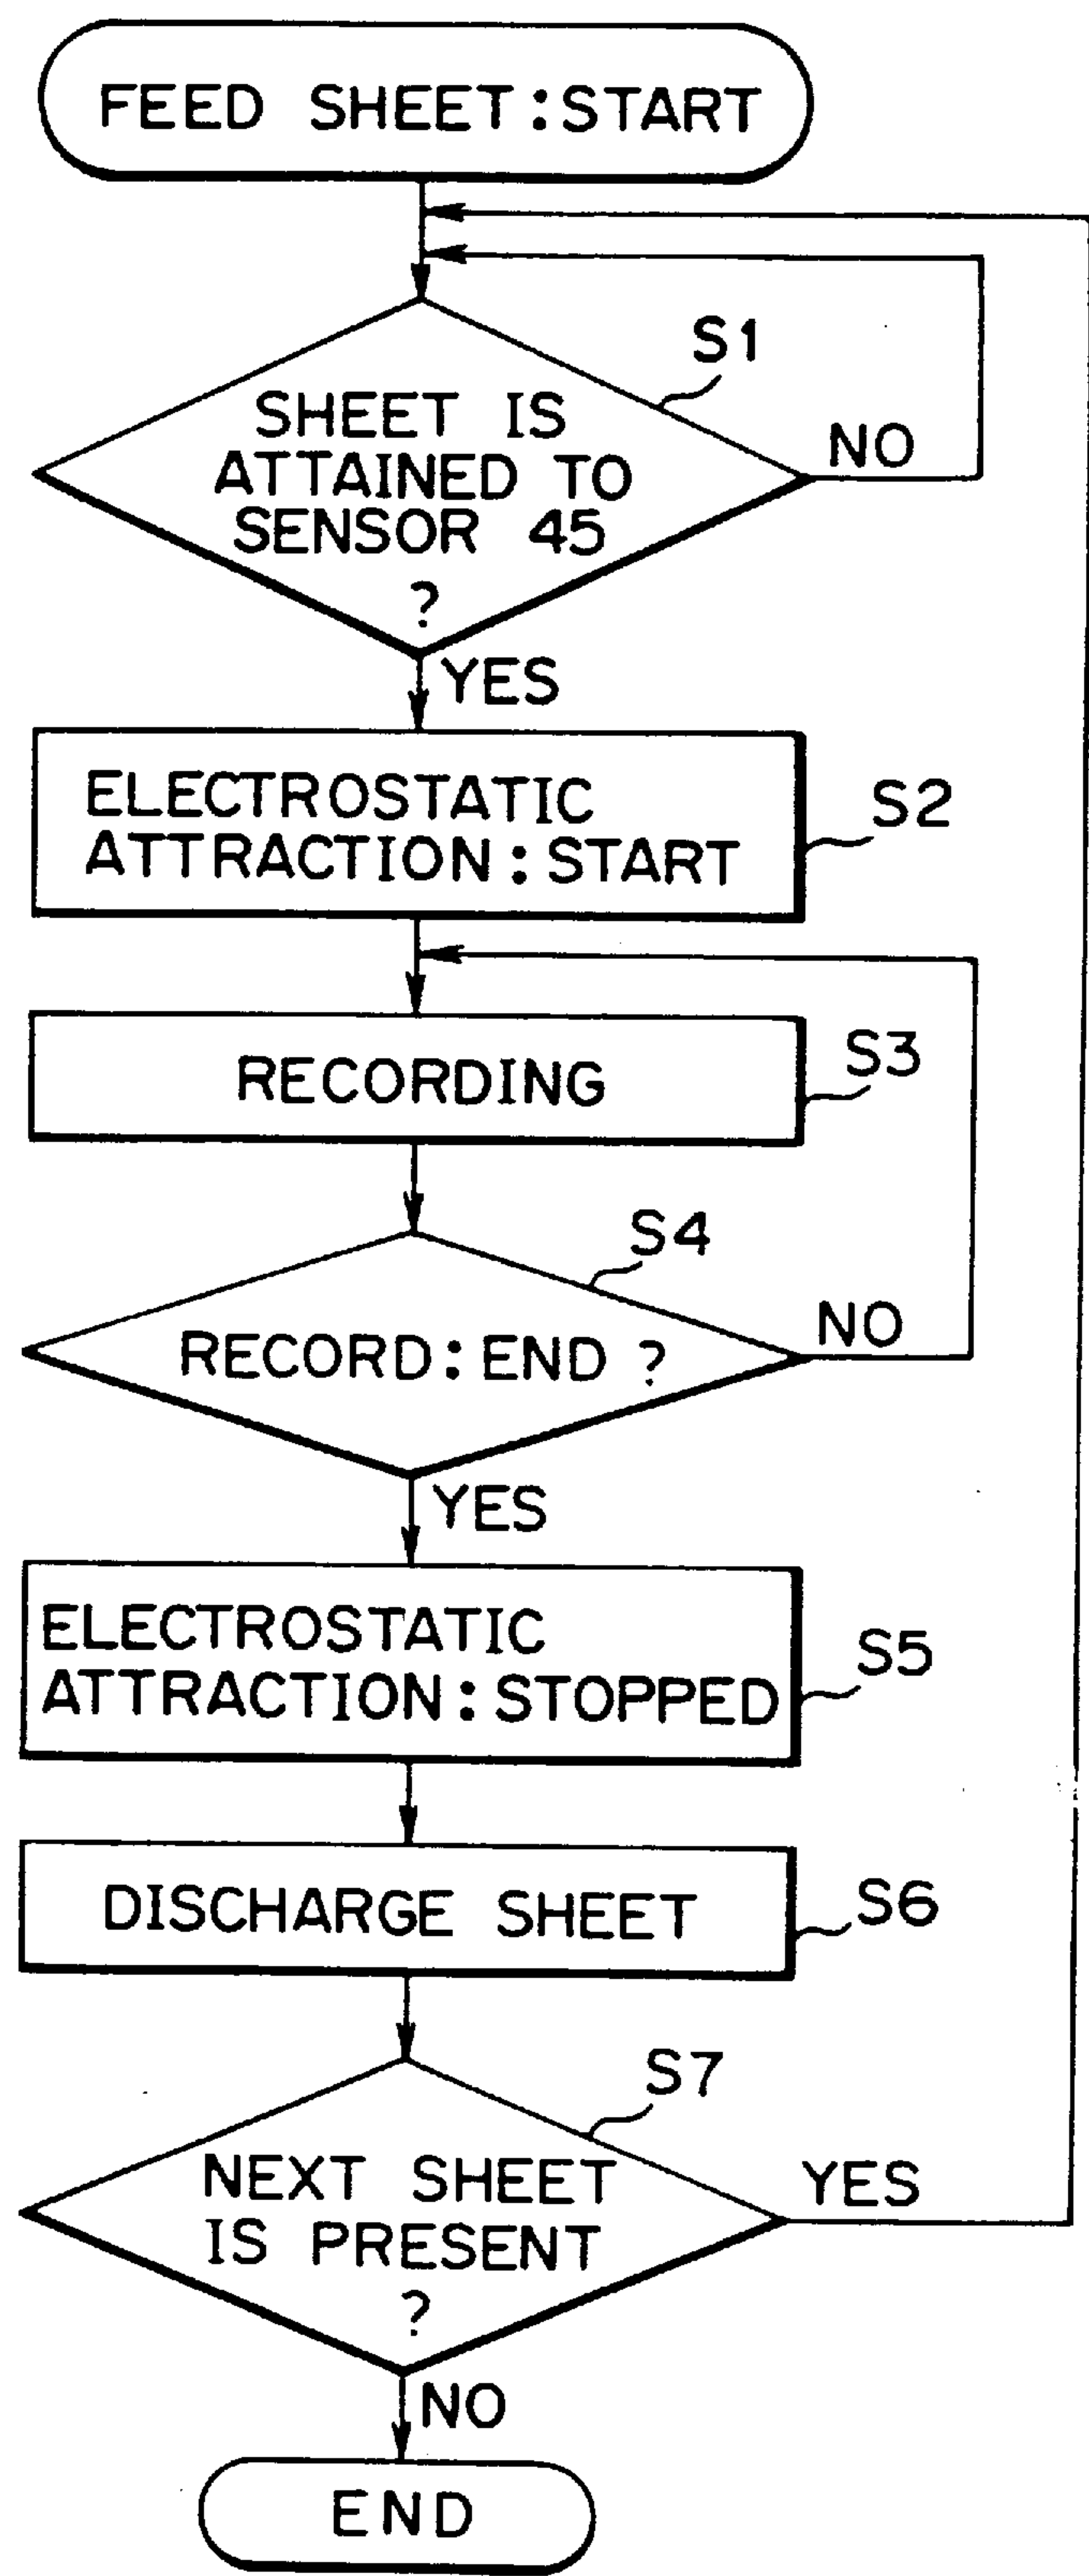 FEED SHEET:START
S1
SHEET IS
ATTAINED TO
SENSOR 45
?
NO
YES
ELECTROSTATIC
ATTRACTION:START
S2
RECORDING
S3
S4
RECORD:END ?
NO
YES
ELECTROSTATIC
ATTRACTION:STOPPED
S5
DISCHARGE SHEET
S6
S7
NEXT SHEET
IS PRESENT
?
YES
NO
END